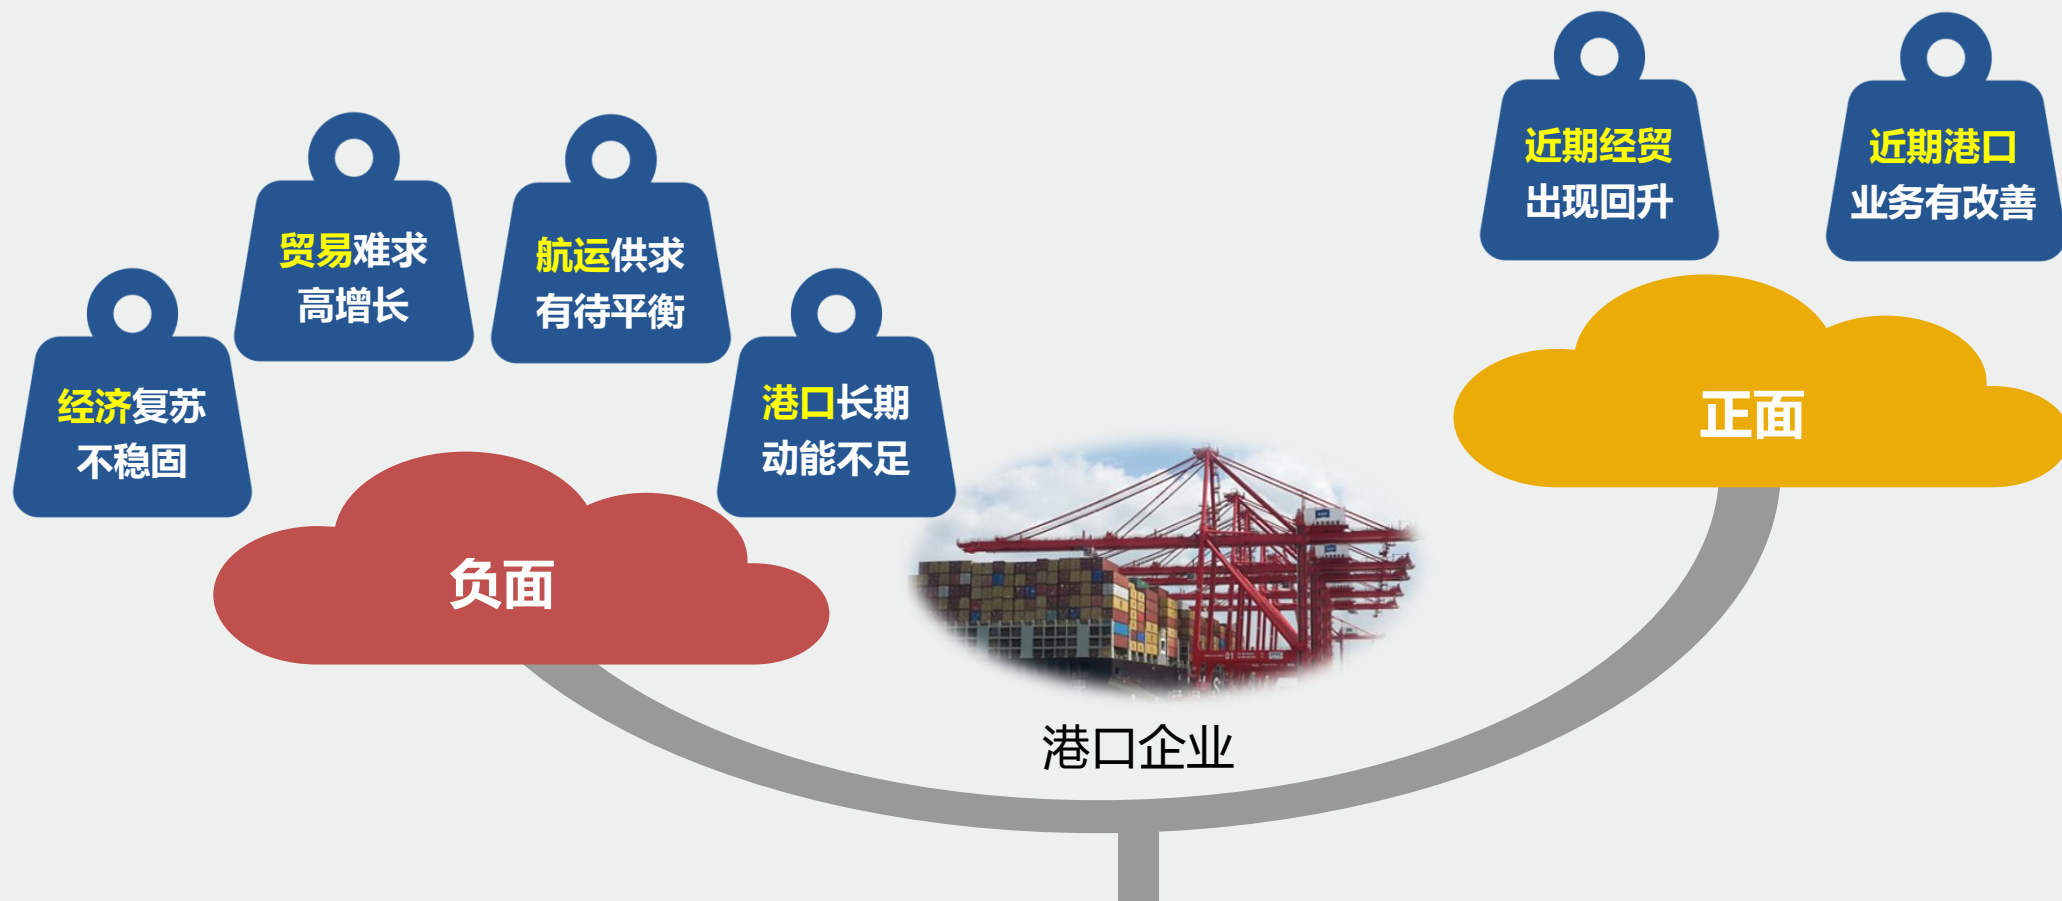 近期经贸
出现回升
近期港口
业务有改善
贸易难求
高增长
航运供求
有待平衡
经济复苏
不稳固
港口长期
动能不足
正面
负面
港口企业